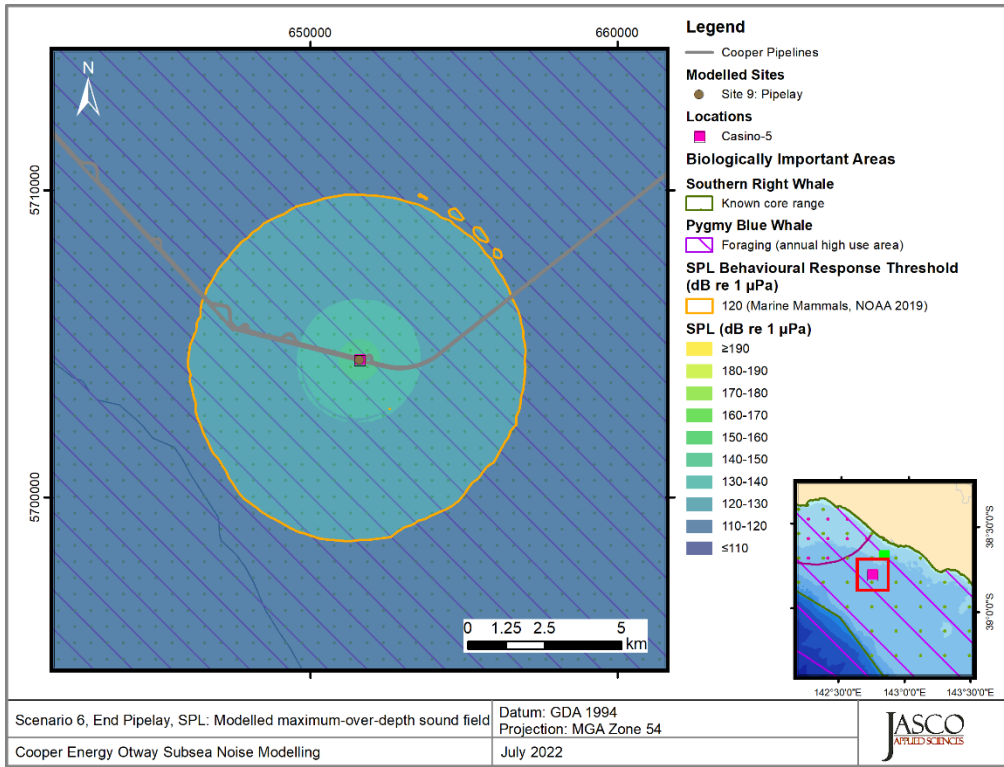 650000
660000
5710000
5700000
N
0 1.25 2.5 5
km
Legend
Cooper Pipelines
Modelled Sites
Site 9: Pipelay
Locations
Casino-5
Biologically Important Areas
Southern Right Whale
Known core range
Pygmy Blue Whale
Foraging (annual high use area)
SPL Behavioural Response Threshold
(dB re 1 µPa)
120 (Marine Mammals, NOAA 2019)
SPL (dB re 1 µPa)
≥190
180-190
170-180
160-170
150-160
140-150
130-140
120-130
110-120
≤110
38°30'0"S
39°0'0"S
142°30'0"E
143°0'0"E
143°30'0"E
Scenario 6, End Pipelay, SPL: Modelled maximum-over-depth sound field
Datum: GDA 1994
Projection: MGA Zone 54
Cooper Energy Otway Subsea Noise Modelling
July 2022
JASCO
APPLIED SCIENCES